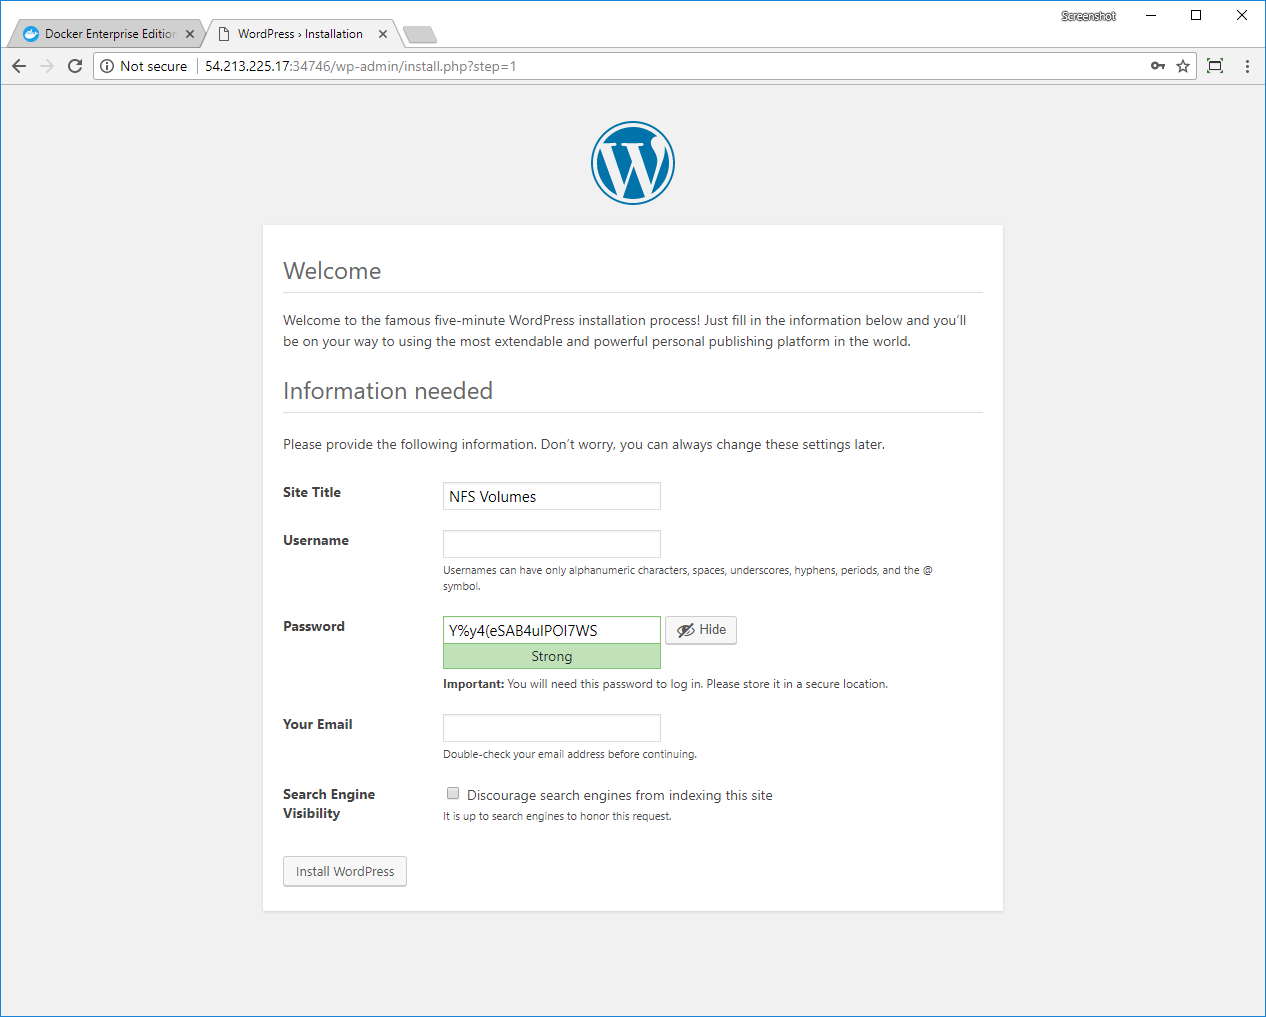 Screenshot
Docker Enterprise Edition
WordPress › Installation
Not secure
54.213.225.17:34746/wp-admin/install.php?step=1
Welcome
Welcome to the famous five-minute WordPress installation process! Just fill in the information below and you’ll
be on your way to using the most extendable and powerful personal publishing platform in the world.
Information needed
Please provide the following information. Don’t worry, you can always change these settings later.
Site Title
NFS Volumes
Username
Usernames can have only alphanumeric characters, spaces, underscores, hyphens, periods, and the @
symbol.
Password
Y%y4(eSAB4uIPOI7WS
Hide
Strong
Important: You will need this password to log in. Please store it in a secure location.
Your Email
Double-check your email address before continuing.
Search Engine
Visibility
Discourage search engines from indexing this site
It is up to search engines to honor this request.
Install WordPress